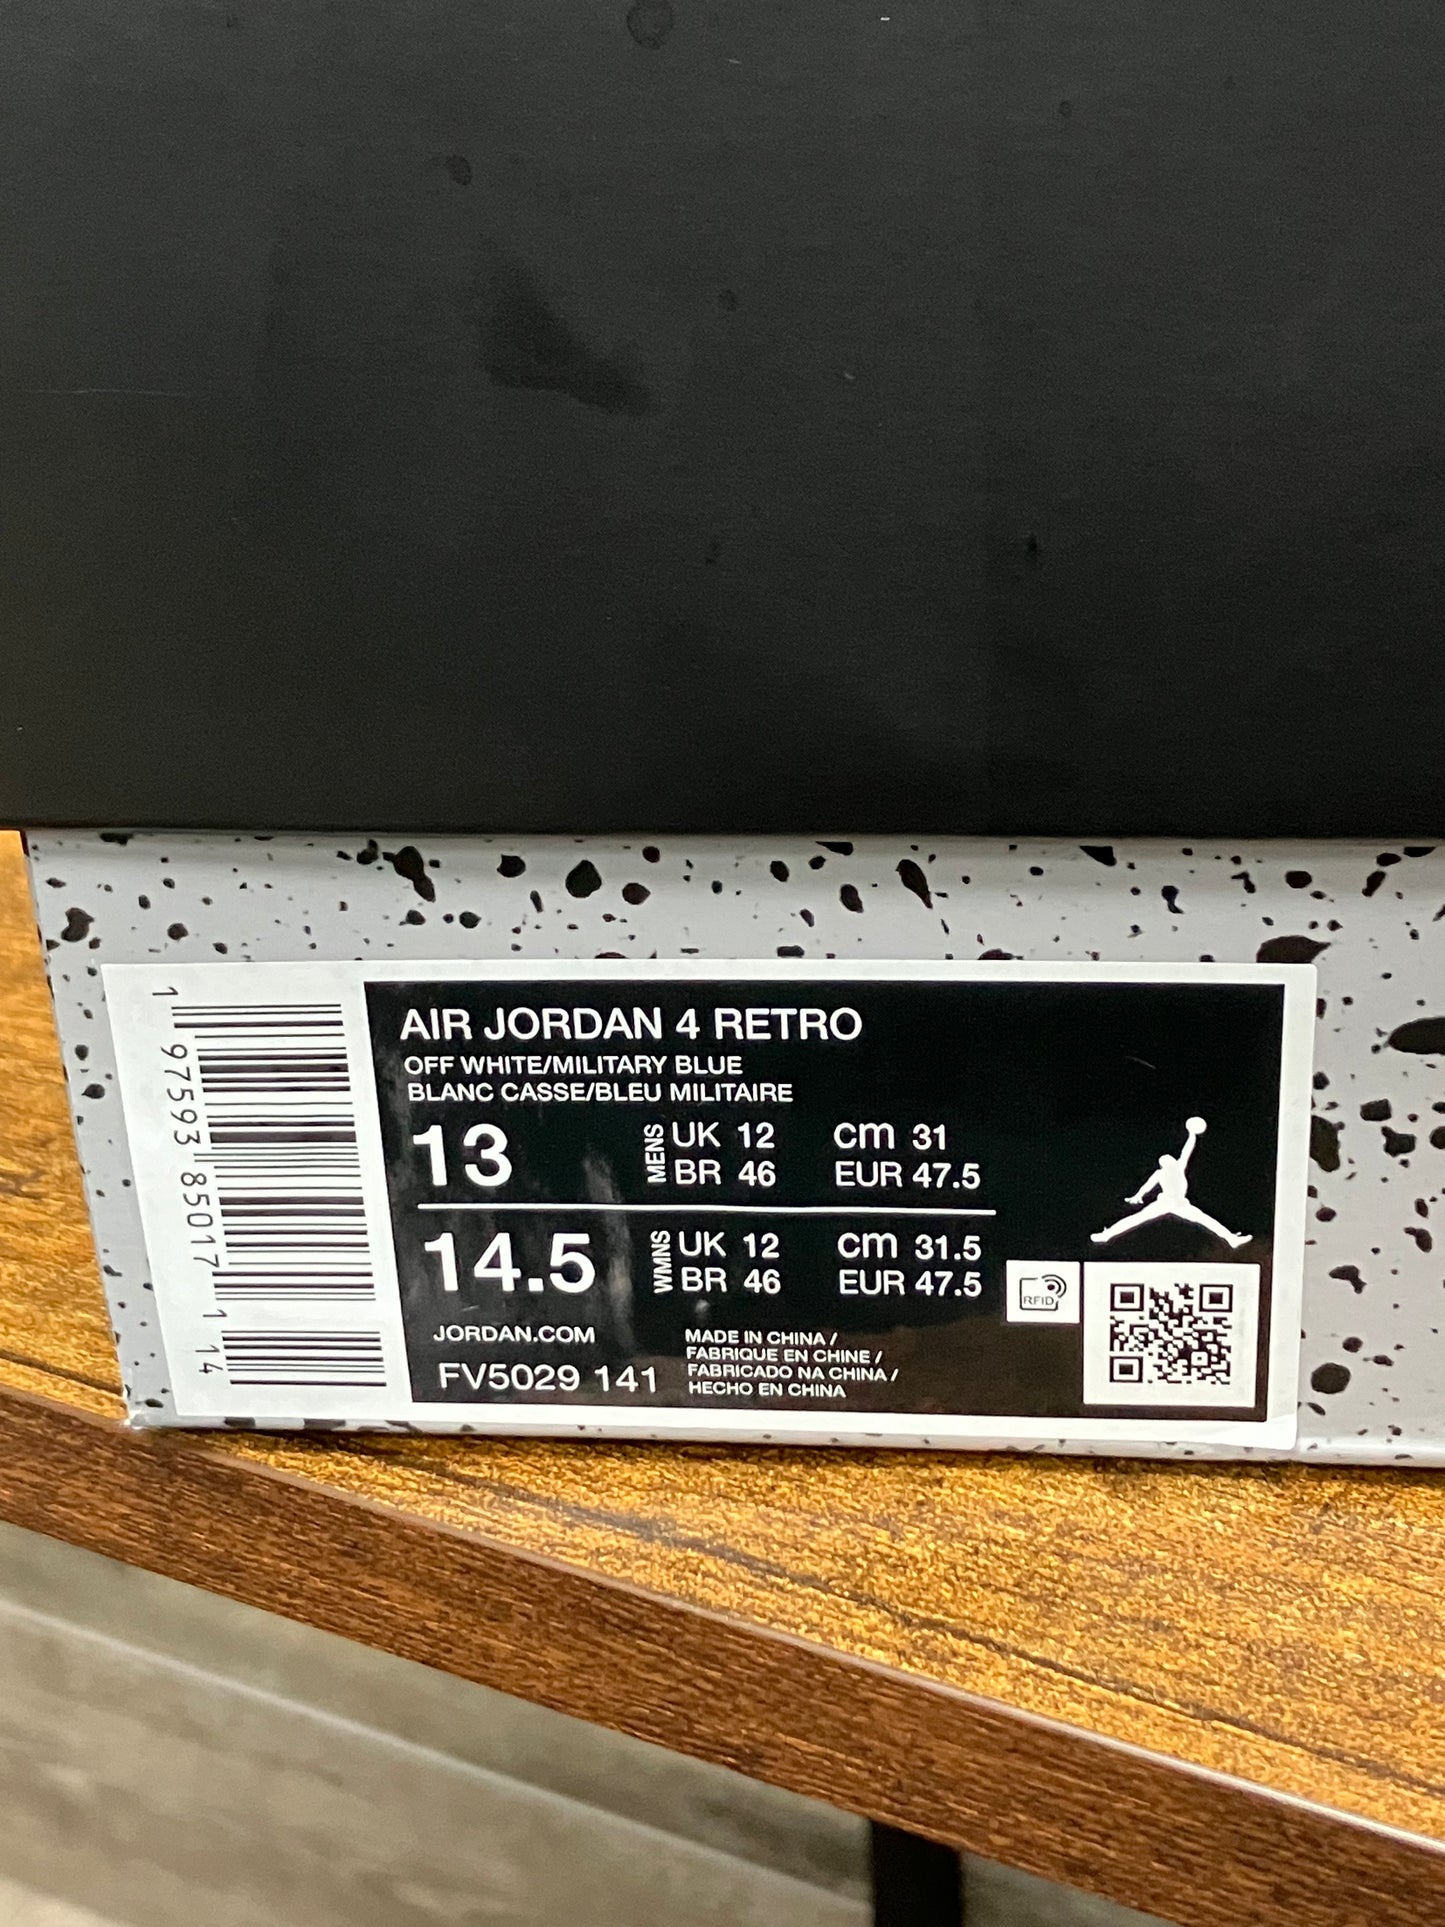 AIR JORDAN 4 RETRO
OFF WHITE/MILITARY BLUE
BLANC CASSE/BLEU MILITAIRE
13 MENS UK 12 cm 31
BR 46 EUR 47.5
14.5 WMNS UK 12 cm 31.5
BR 46 EUR 47.5
RFID
JORDAN.COM
FV5029 141
MADE IN CHINA /
FABRIQUE EN CHINE /
FABRICADO NA CHINA /
HECHO EN CHINA
1 97593 85017 1 14